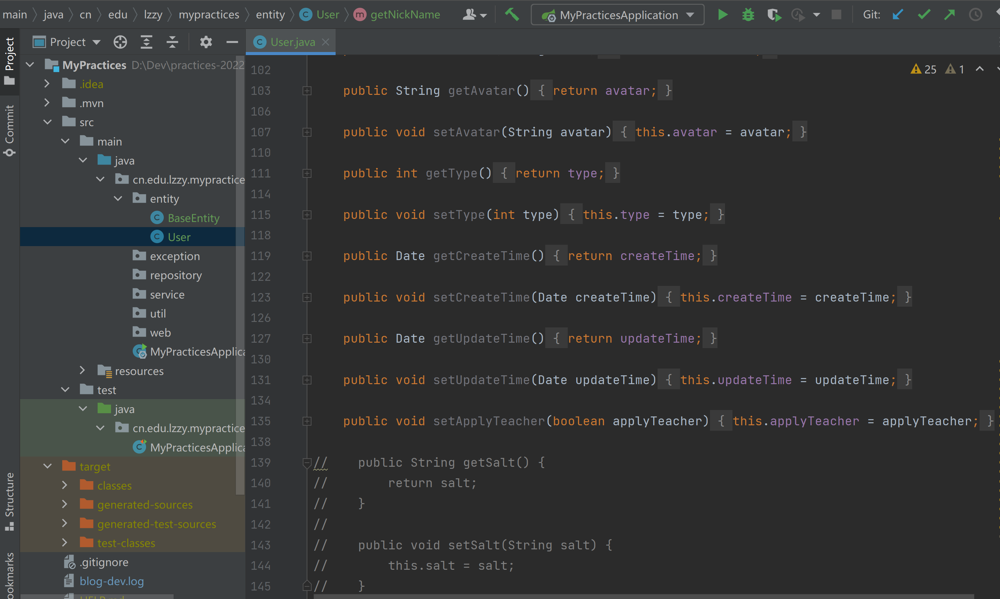 main java cn edu lzzy mypractices entity User getNickName MyPracticesApplication Git:
Project
Commit
Structure
Project
MyPractices D:\Dev\practices-2022
.idea
.mvn
src
main
java
cn.edu.lzzy.mypractice
entity
BaseEntity
User
exception
repository
service
util
web
MyPracticesApplica
resources
test
java
cn.edu.lzzy.mypractice
MyPracticesApplica
target
classes
generated-sources
generated-test-sources
test-classes
.gitignore
blog-dev.log
User.java
25 1
102
103 public String getAvatar() { return avatar; }
106
107 public void setAvatar(String avatar) { this.avatar = avatar; }
110
111 public int getType() { return type; }
114
115 public void setType(int type) { this.type = type; }
118
119 public Date getCreateTime() { return createTime; }
122
123 public void setCreateTime(Date createTime) { this.createTime = createTime; }
126
127 public Date getUpdateTime() { return updateTime; }
130
131 public void setUpdateTime(Date updateTime) { this.updateTime = updateTime; }
134
135 public void setApplyTeacher(boolean applyTeacher) { this.applyTeacher = applyTeacher; }
138
139 // public String getSalt() {
140 // return salt;
141 // }
142 //
143 // public void setSalt(String salt) {
144 // this.salt = salt;
145 // }